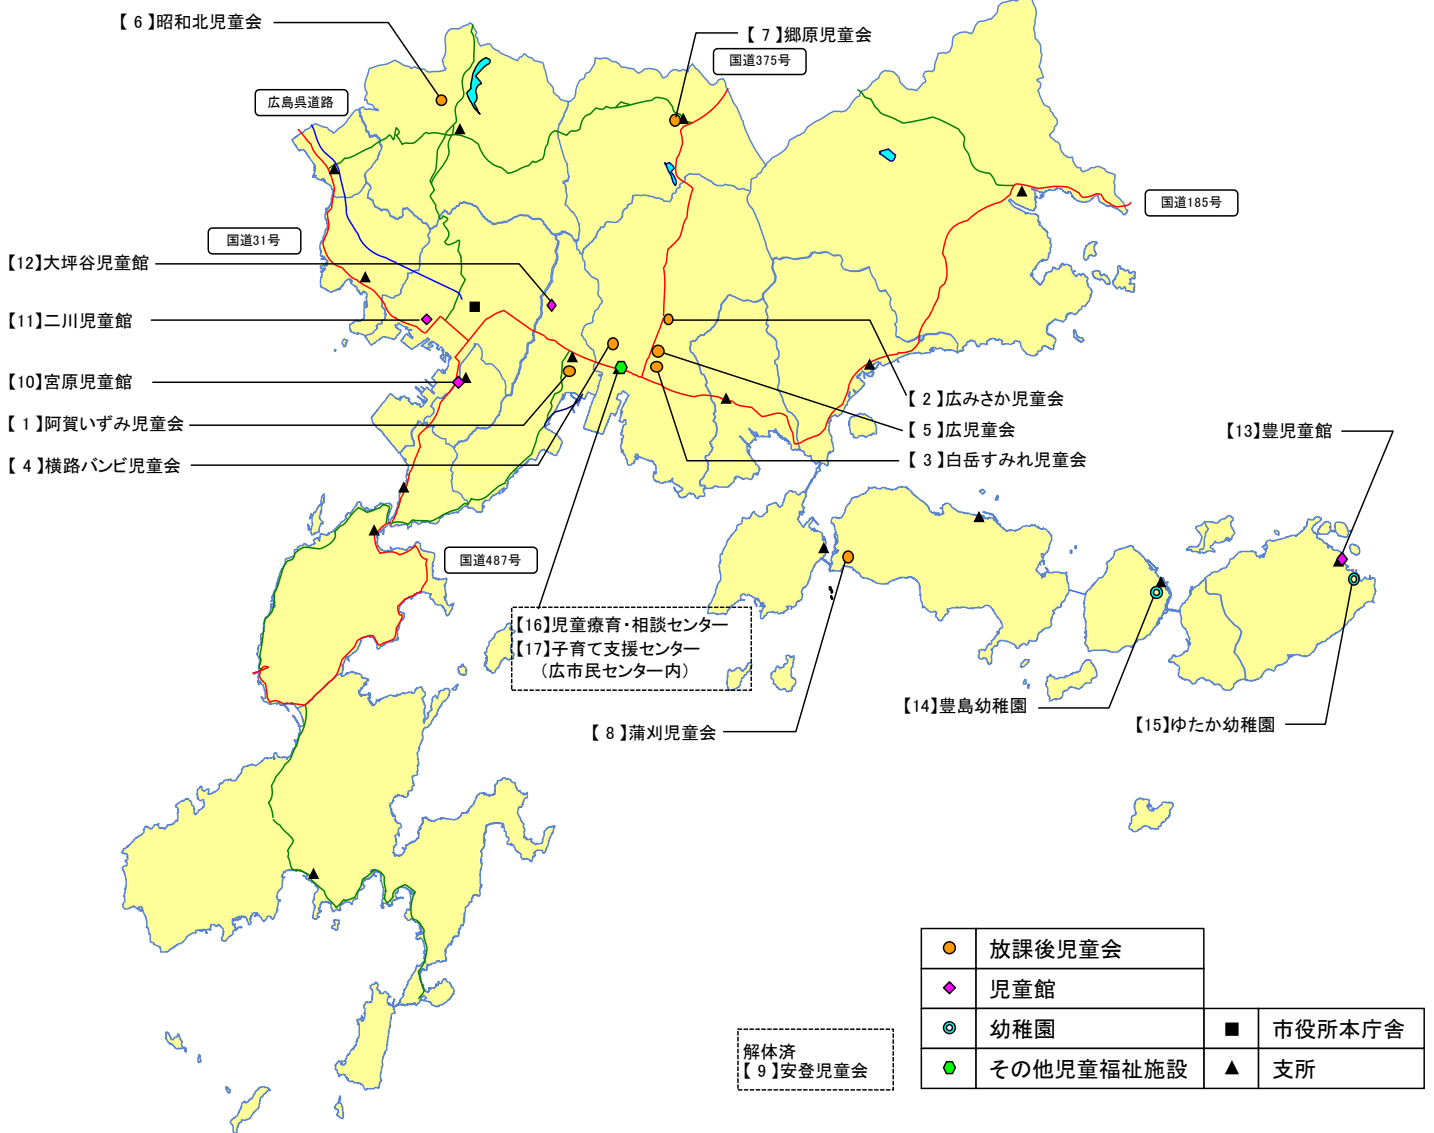 【 6 】昭和北児童会
【 7 】郷原児童会
国道375号
広島呉道路
国道185号
国道31号
【12】大坪谷児童館
【11】二川児童館
【10】宮原児童館
【 1 】阿賀いずみ児童会
【 4 】横路バンビ児童会
【 2 】広みさか児童会
【 5 】広児童会
【 3 】白岳すみれ児童会
【13】豊児童館
国道487号
【16】児童療育・相談センター
【17】子育て支援センター
（広市民センター内）
【 8 】蒲刈児童会
【14】豊島幼稚園
【15】ゆたか幼稚園
放課後児童会
児童館
幼稚園
市役所本庁舎
その他児童福祉施設
支所
解体済
【 9 】安登児童会